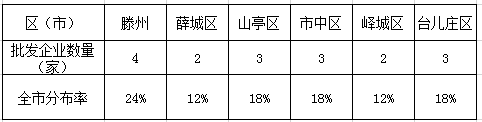 区（市） 滕州 薛城区 山亭区 市中区 峄城区 台儿庄区
批发企业数量
（家） 4 2 3 3 2 3
全市分布率 24% 12% 18% 18% 12% 18%